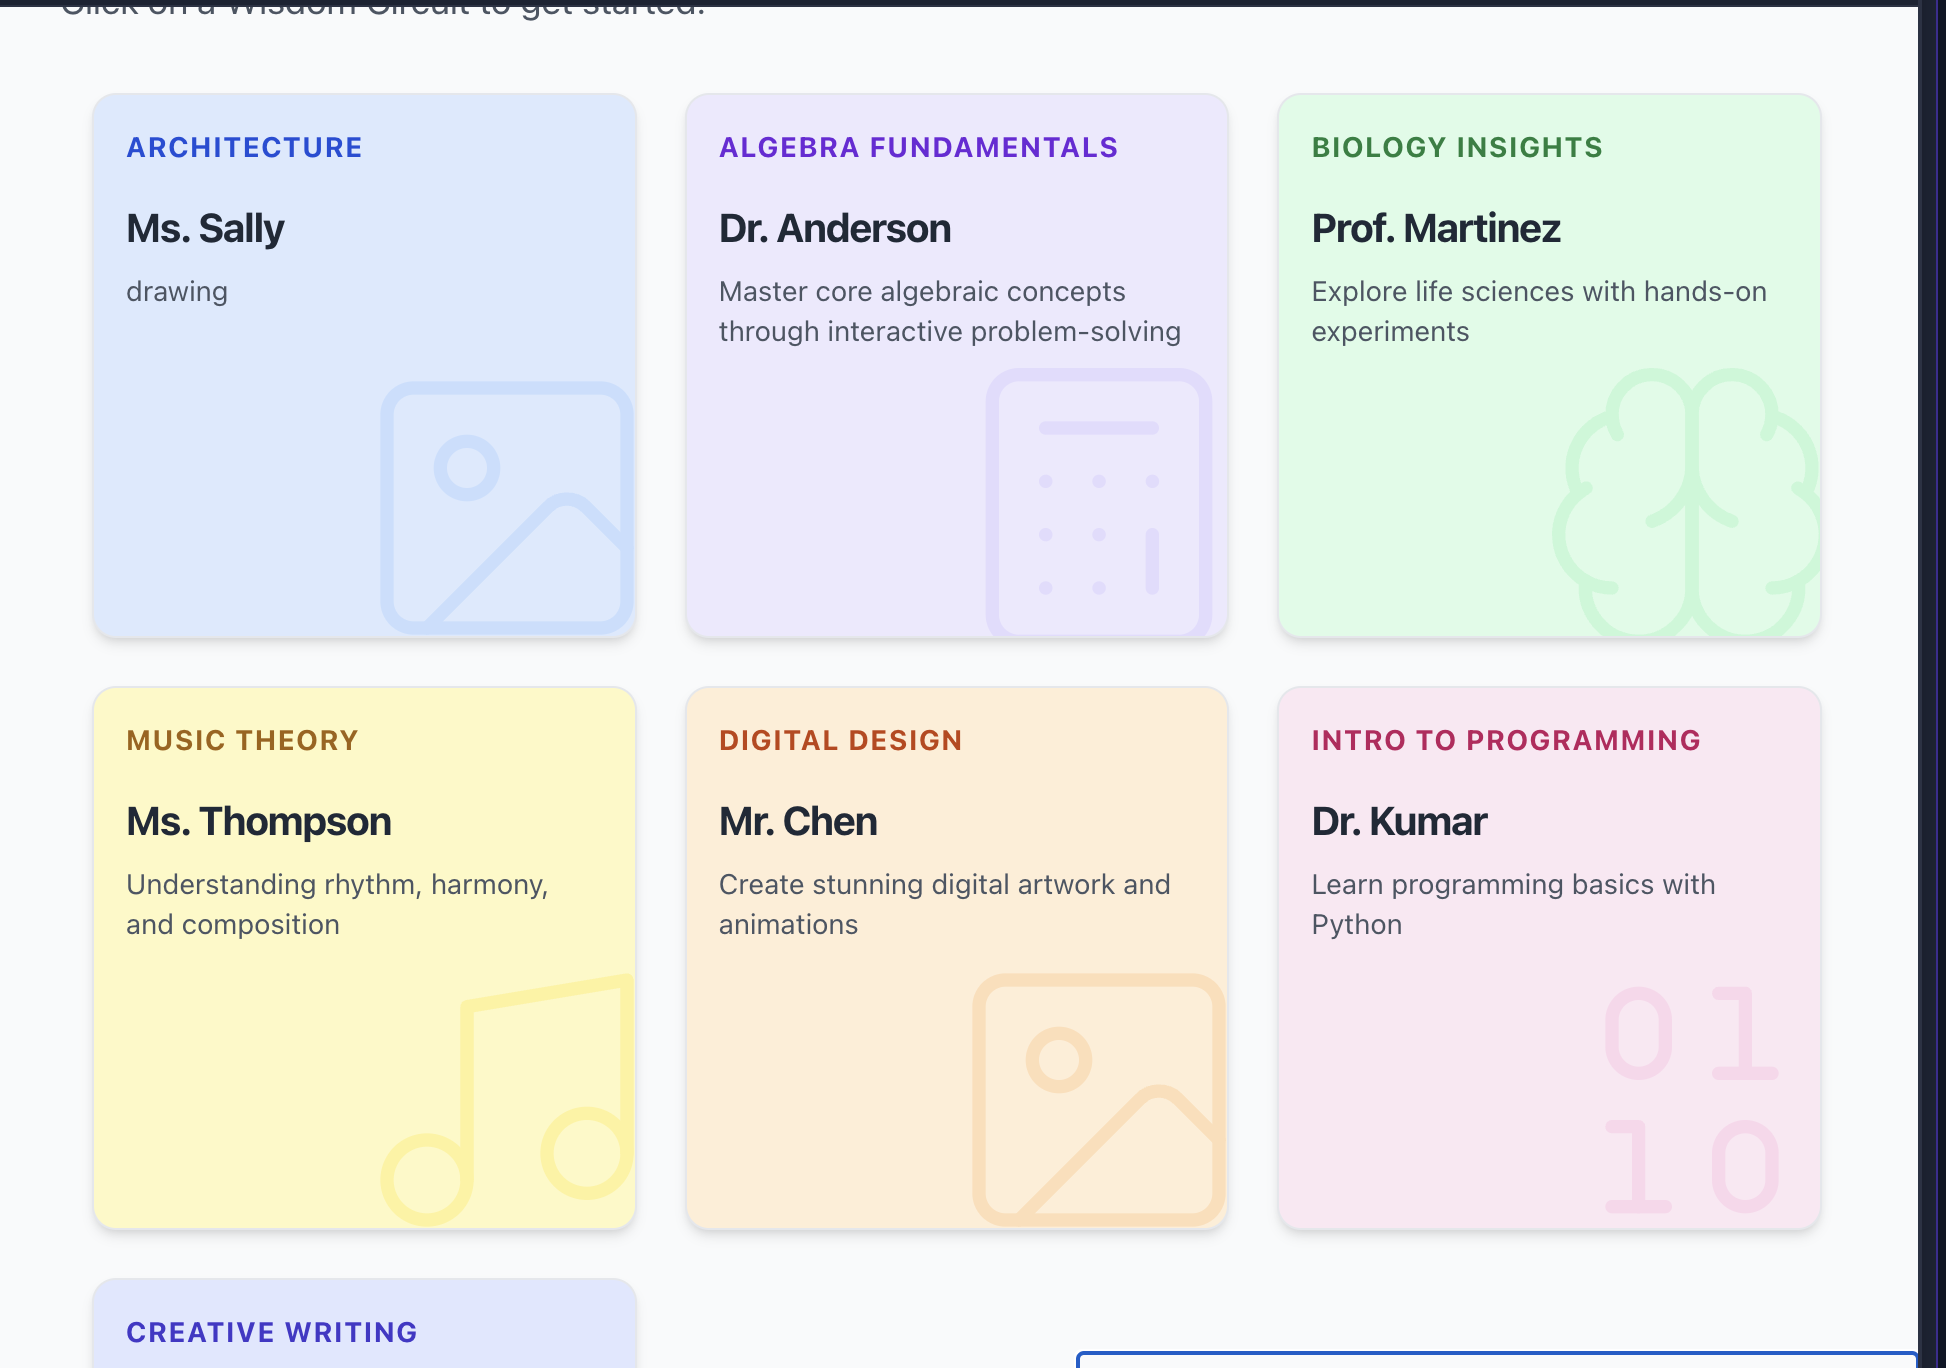 Click on a Wisdom Circuit to get started.
ARCHITECTURE
Ms. Sally
drawing
ALGEBRA FUNDAMENTALS
Dr. Anderson
Master core algebraic concepts
through interactive problem-solving
BIOLOGY INSIGHTS
Prof. Martinez
Explore life sciences with hands-on
experiments
MUSIC THEORY
Ms. Thompson
Understanding rhythm, harmony,
and composition
DIGITAL DESIGN
Mr. Chen
Create stunning digital artwork and
animations
INTRO TO PROGRAMMING
Dr. Kumar
Learn programming basics with
Python
01
10
CREATIVE WRITING